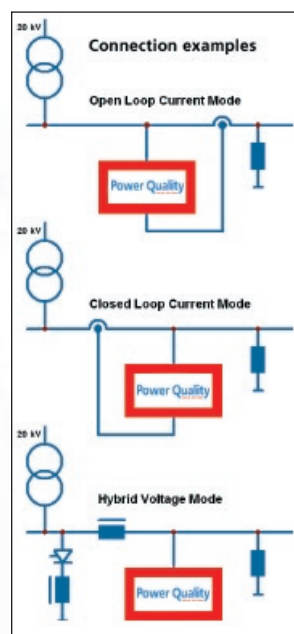 20 kV
Connection examples
Open Loop Current Mode
Power Quality
20 kV
Closed Loop Current Mode
Power Quality
20 kV
Hybrid Voltage Mode
Power Quality